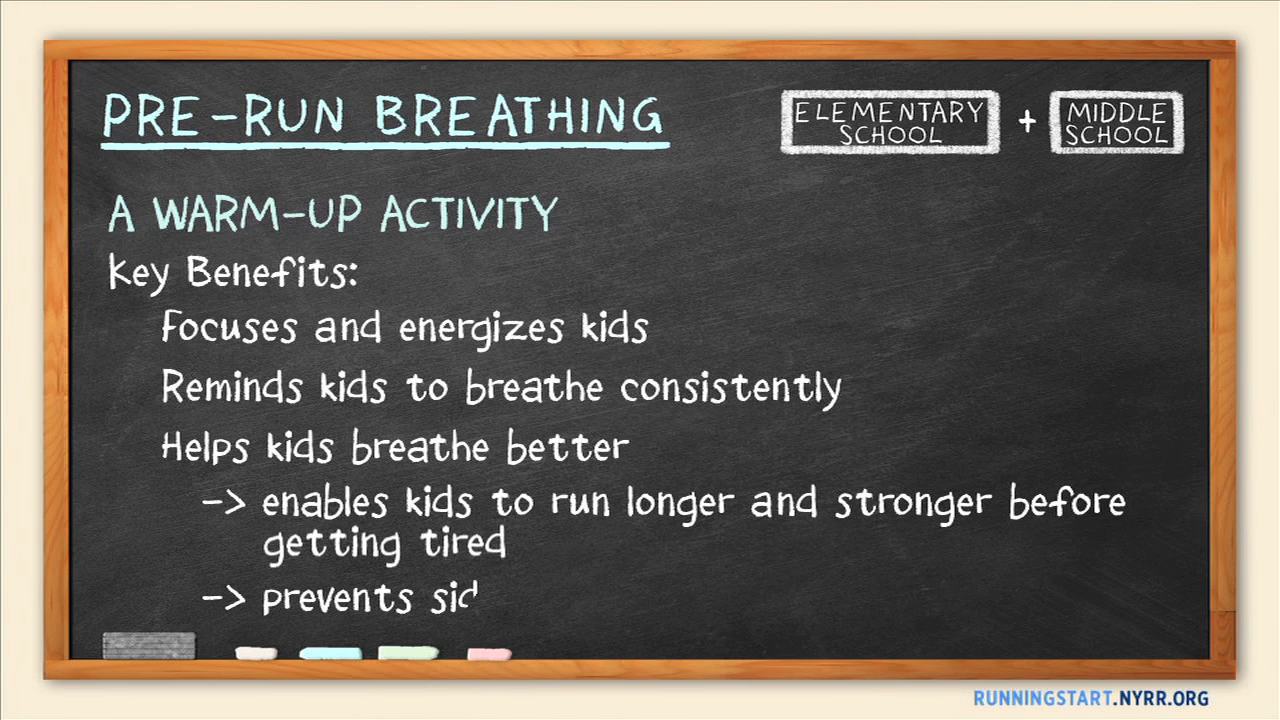 PRE-RUN BREATHING
ELEMENTARY SCHOOL + MIDDLE SCHOOL
A WARM-UP ACTIVITY
Key Benefits:
Focuses and energizes kids
Reminds kids to breathe consistently
Helps kids breathe better
-> enables kids to run longer and stronger before
getting tired
-> prevents
RUNNINGSTART.NYRR.ORG